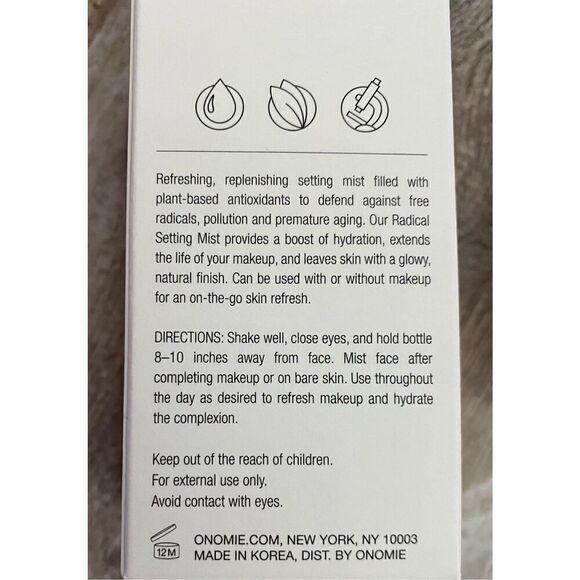 Refreshing, replenishing setting mist filled with
plant-based antioxidants to defend against free
radicals, pollution and premature aging. Our Radical
Setting Mist provides a boost of hydration, extends
the life of your makeup, and leaves skin with a glowy,
natural finish. Can be used with or without makeup
for an on-the-go skin refresh.
DIRECTIONS: Shake well, close eyes, and hold bottle
8–10 inches away from face. Mist face after
completing makeup or on bare skin. Use throughout
the day as desired to refresh makeup and hydrate
the complexion.
Keep out of the reach of children.
For external use only.
Avoid contact with eyes.
12M
ONOMIE.COM, NEW YORK, NY 10003
MADE IN KOREA, DIST. BY ONOMIE